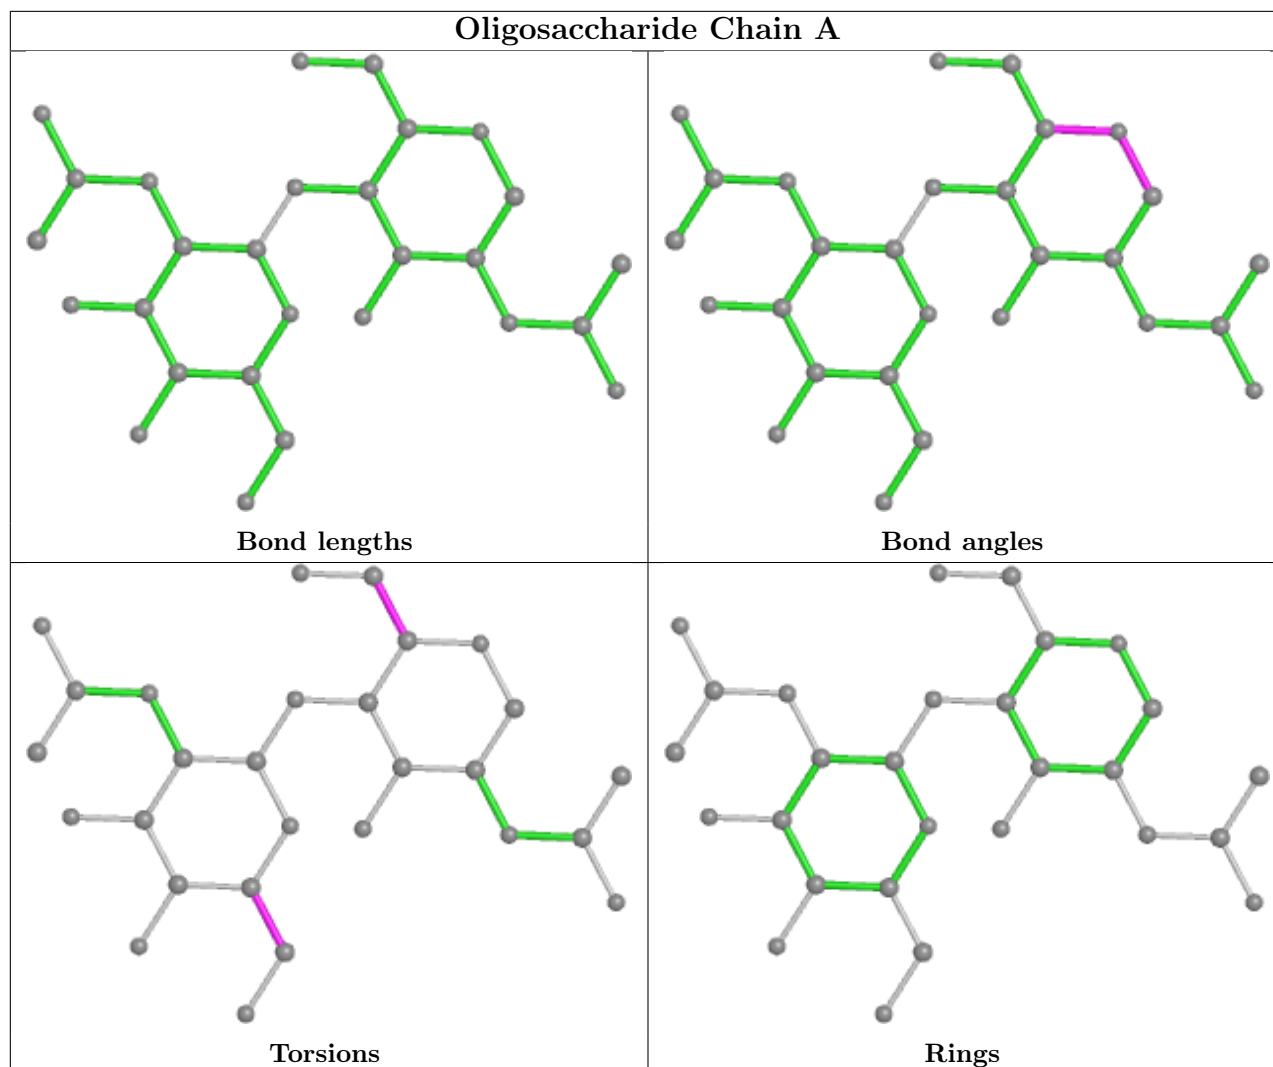 Oligosaccharide Chain A
Bond lengths
Bond angles
Torsions
Rings